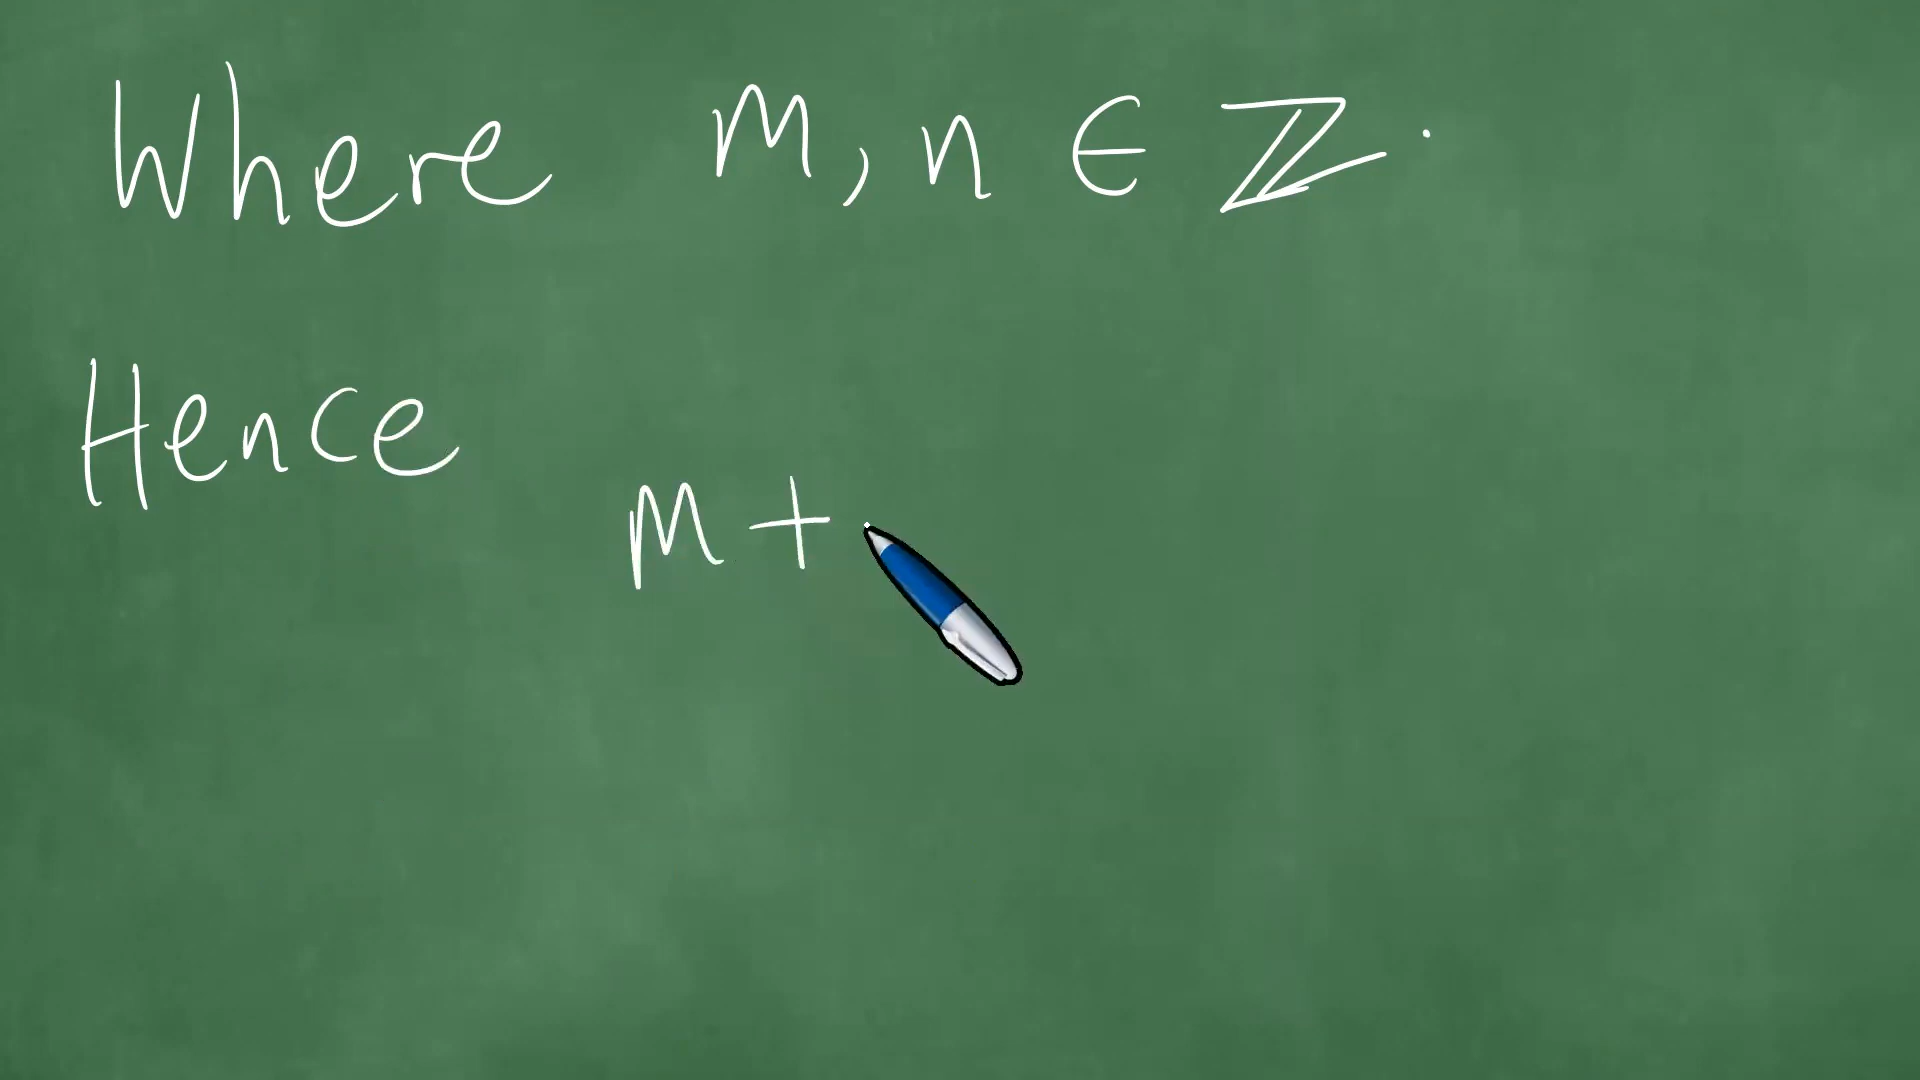 Where m, n ∈ ℤ.
Hence
m +